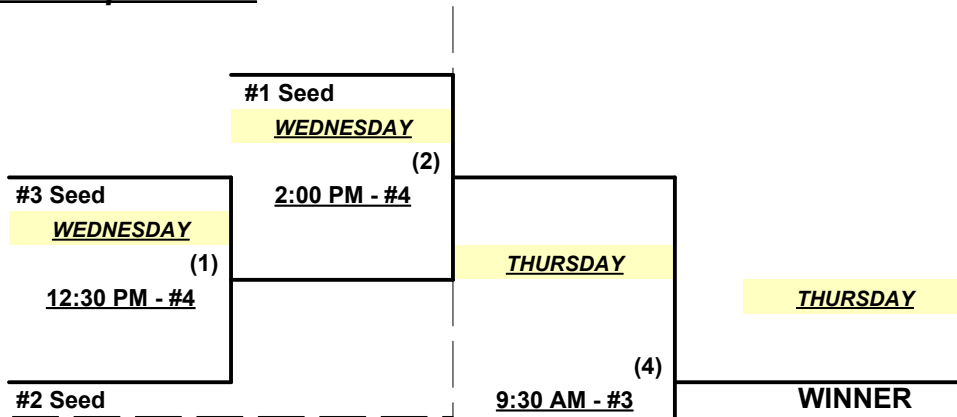 #1 Seed
WEDNESDAY
(2)
2:00 PM - #4
#3 Seed
WEDNESDAY
(1)
12:30 PM - #4
#2 Seed
THURSDAY
(4)
9:30 AM - #3
THURSDAY
WINNER